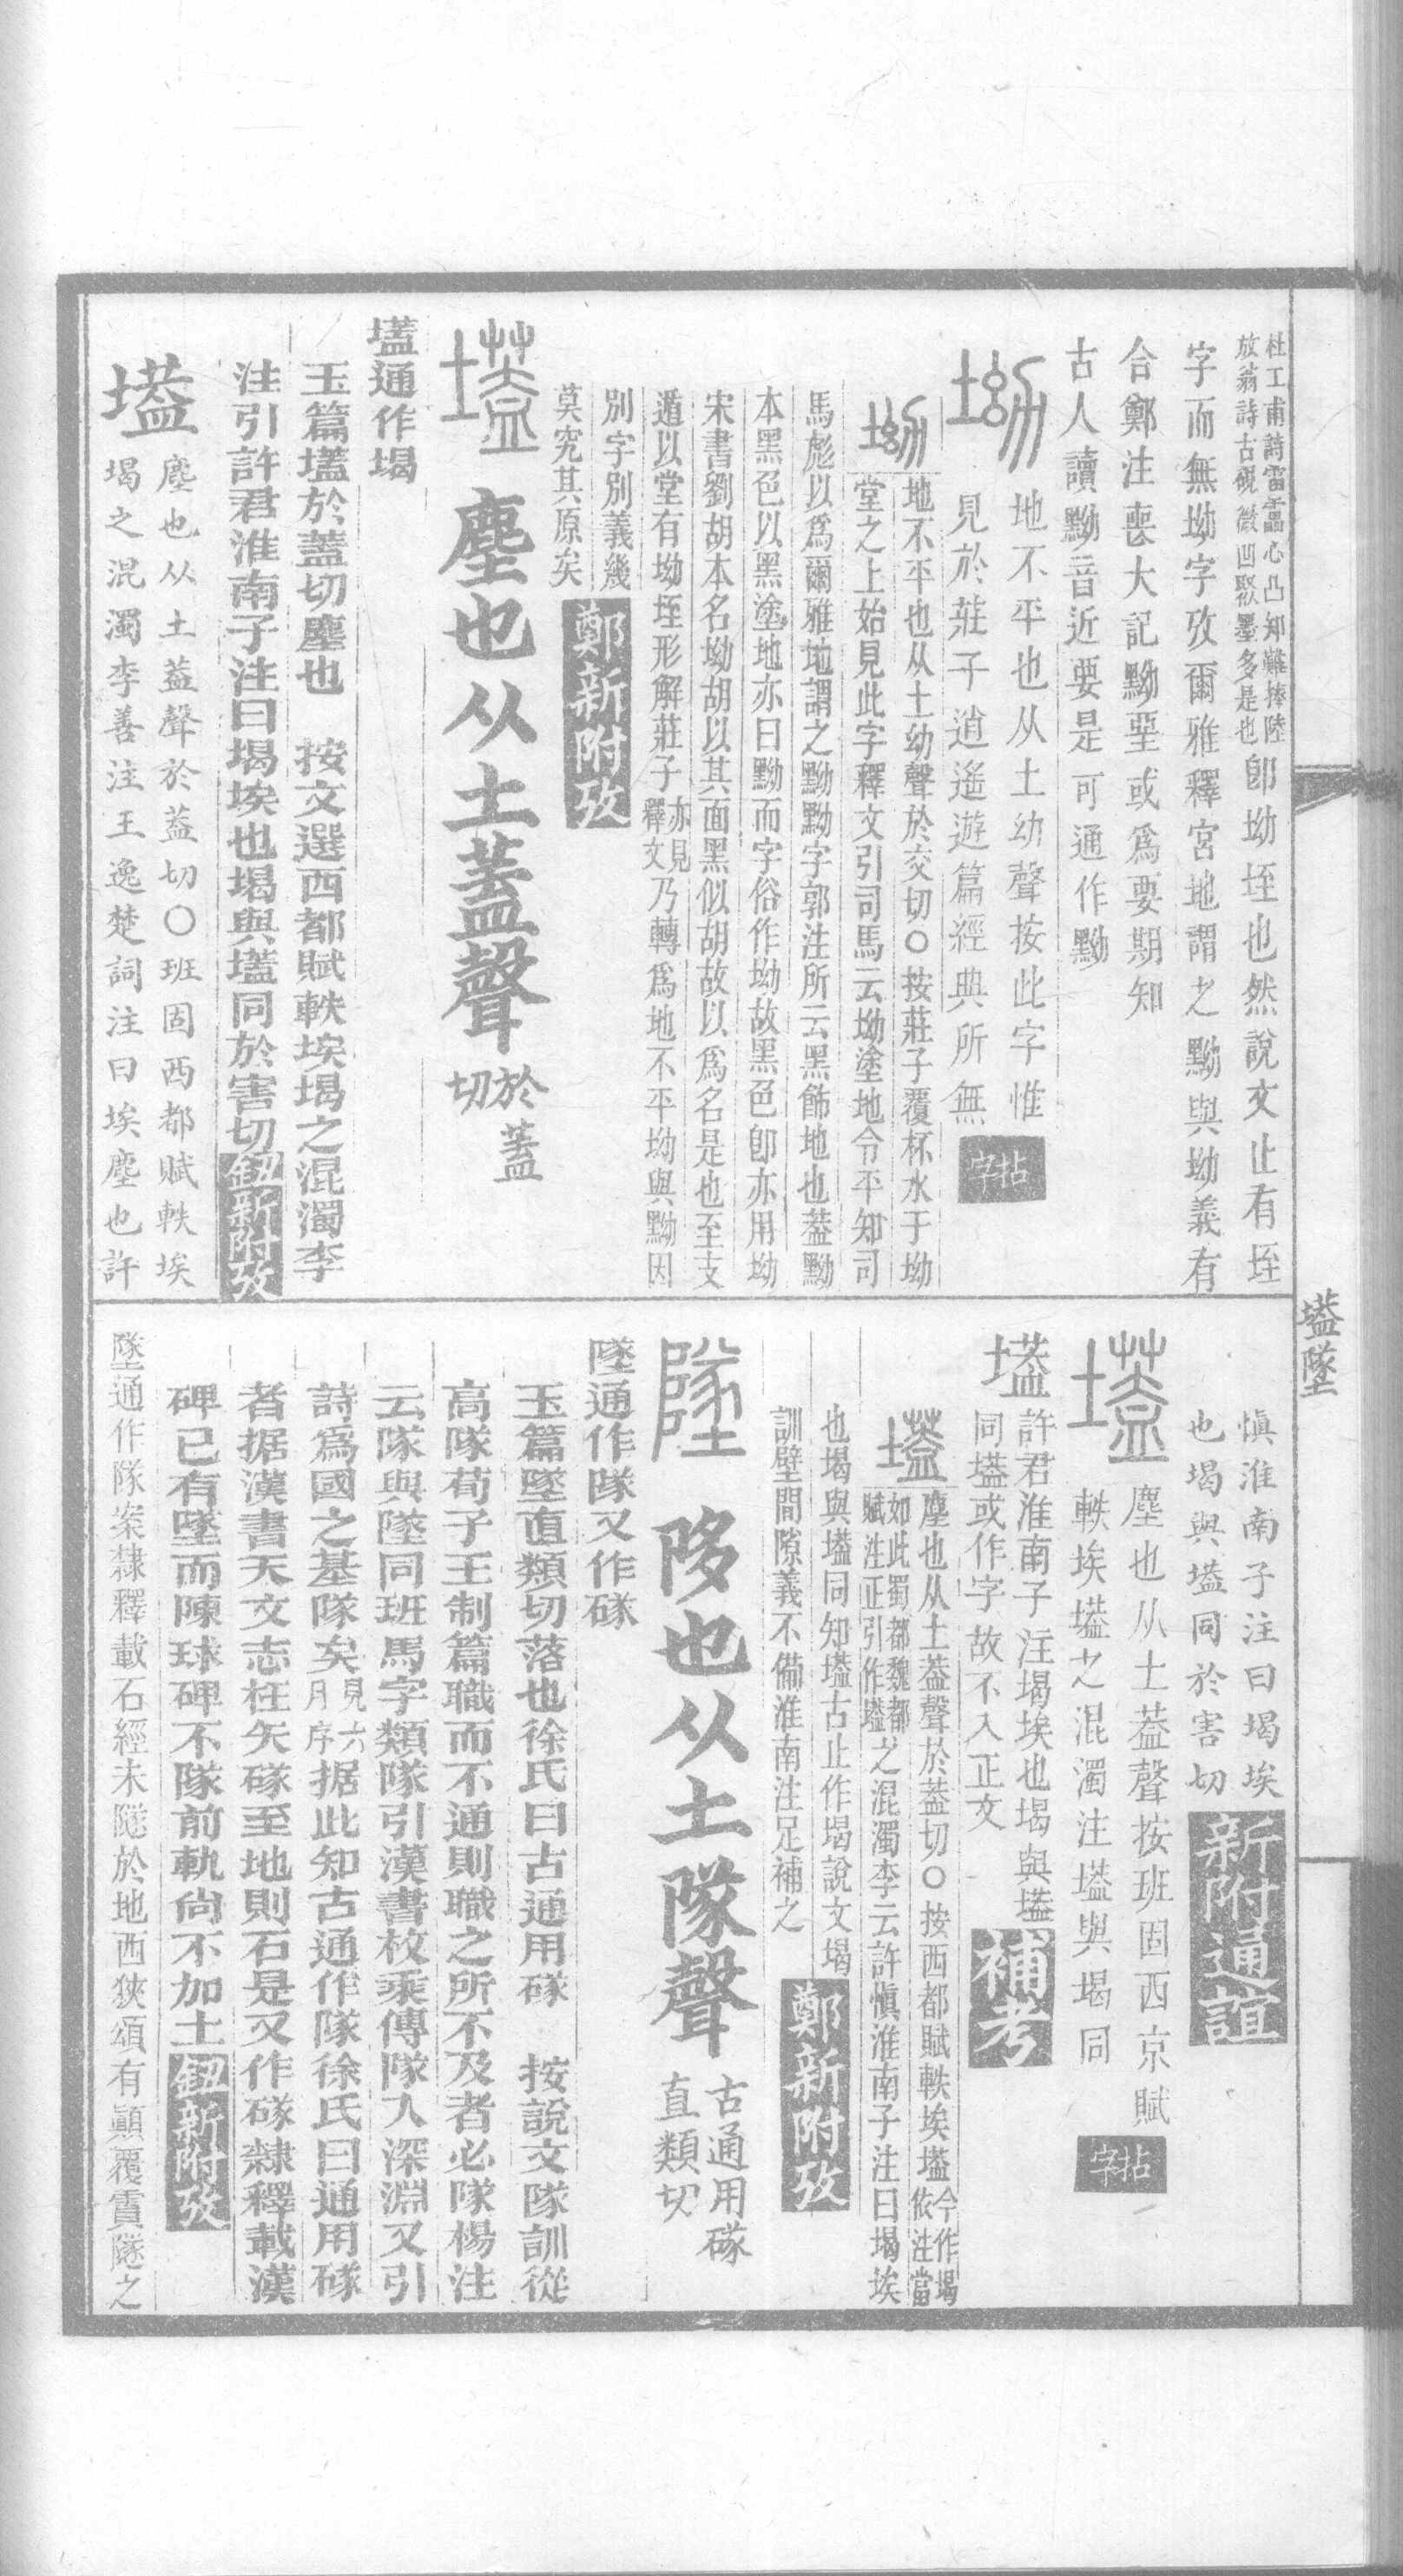 杜工甫詩雷靁心凸知難捧陸
放翁詩古硯微凹聚墨多是也卽坳垤也然說文止有垤
字而無坳字攷爾雅釋宮地謂之黝與坳義有
合鄭注喪大記黝堊或爲要期知
古人讀黝音近要是可通作黝
坳地不平也从土幼聲按此字惟
見於莊子逍遙遊篇經典所無拈字
坳地不平也从土幼聲於交切○按莊子覆杯水于坳
堂之上始見此字釋文引司馬云坳塗地令平知司
馬彪以爲爾雅地謂之黝黝字郭注所云黑飾地也葢黝
本黑色以黑塗地亦曰黝而字俗作坳故黑色卽亦用坳
宋書劉胡本名坳胡以其面黑似胡故以爲名是也至支
遁以堂有坳垤形解莊子亦見釋文乃轉爲地不平坳與黝因
別字別義幾
莫究其原矣鄭新附攷
壒塵也从土蓋聲於蓋切
壒通作堨
玉篇壒於蓋切塵也 按文選西都賦軼埃堨之混濁李
注引許君淮南子注曰堨埃也堨與壒同於害切鈕新附攷
壒塵也从土葢聲於葢切○班固西都賦軼埃
堨之混濁李善注王逸楚詞注曰埃塵也許
愼淮南子注曰堨埃
也堨與壒同於害切新附通誼
壒塵也从土葢聲按班固西京賦
軼埃壒之混濁注壒與堨同拈字
壒許君淮南子注堨埃也堨與壒
同壒或作字故不入正文補考
壒塵也从土葢聲於葢切○按西都賦軼埃壒今作堨依注當
如此蜀都魏都賦注正引作壒之混濁李云許愼淮南子注曰堨埃
也堨與壒同知壒古止作堨說文堨
訓壁間隙義不備淮南注足補之鄭新附攷
墜陊也从土隊聲古通用磙直類切
墜通作隊又作磙
玉篇墜直類切落也徐氏曰古通用磙 按說文隊訓從
高隊荀子王制篇職而不通則職之所不及者必隊楊注
云隊與墜同班馬字類隊引漢書枚乘傳隊入深淵又引
詩爲國之基隊矣見六月序据此知古通作隊徐氏曰通用磙
者据漢書天文志枉矢磙至地則石是又作磙隸釋載漢
碑已有墜而陳球碑不隊前軌尙不加土鈕新附攷
墜通作隊案隸釋載石經未隧於地西狹頌有顚覆霣隧之
壒墜